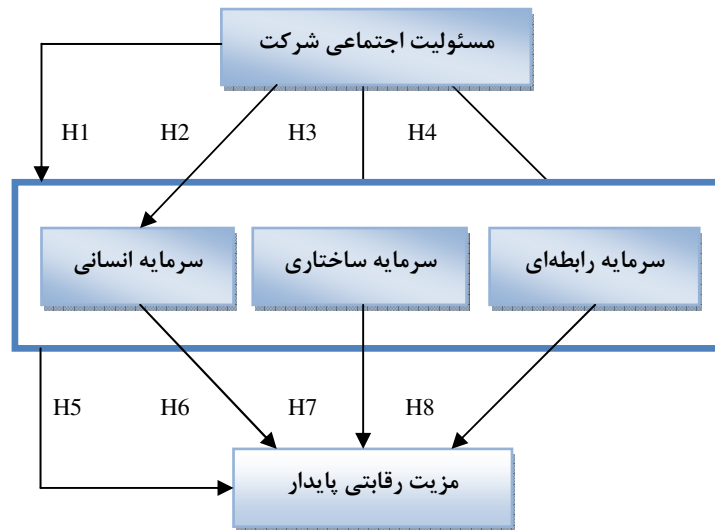 مسئولیت اجتماعی شرکت
H1 H2 H3 H4
سرمایه رابطه‌ای سرمایه ساختاری سرمایه انسانی
H5 H6 H7 H8
مزیت رقابتی پایدار